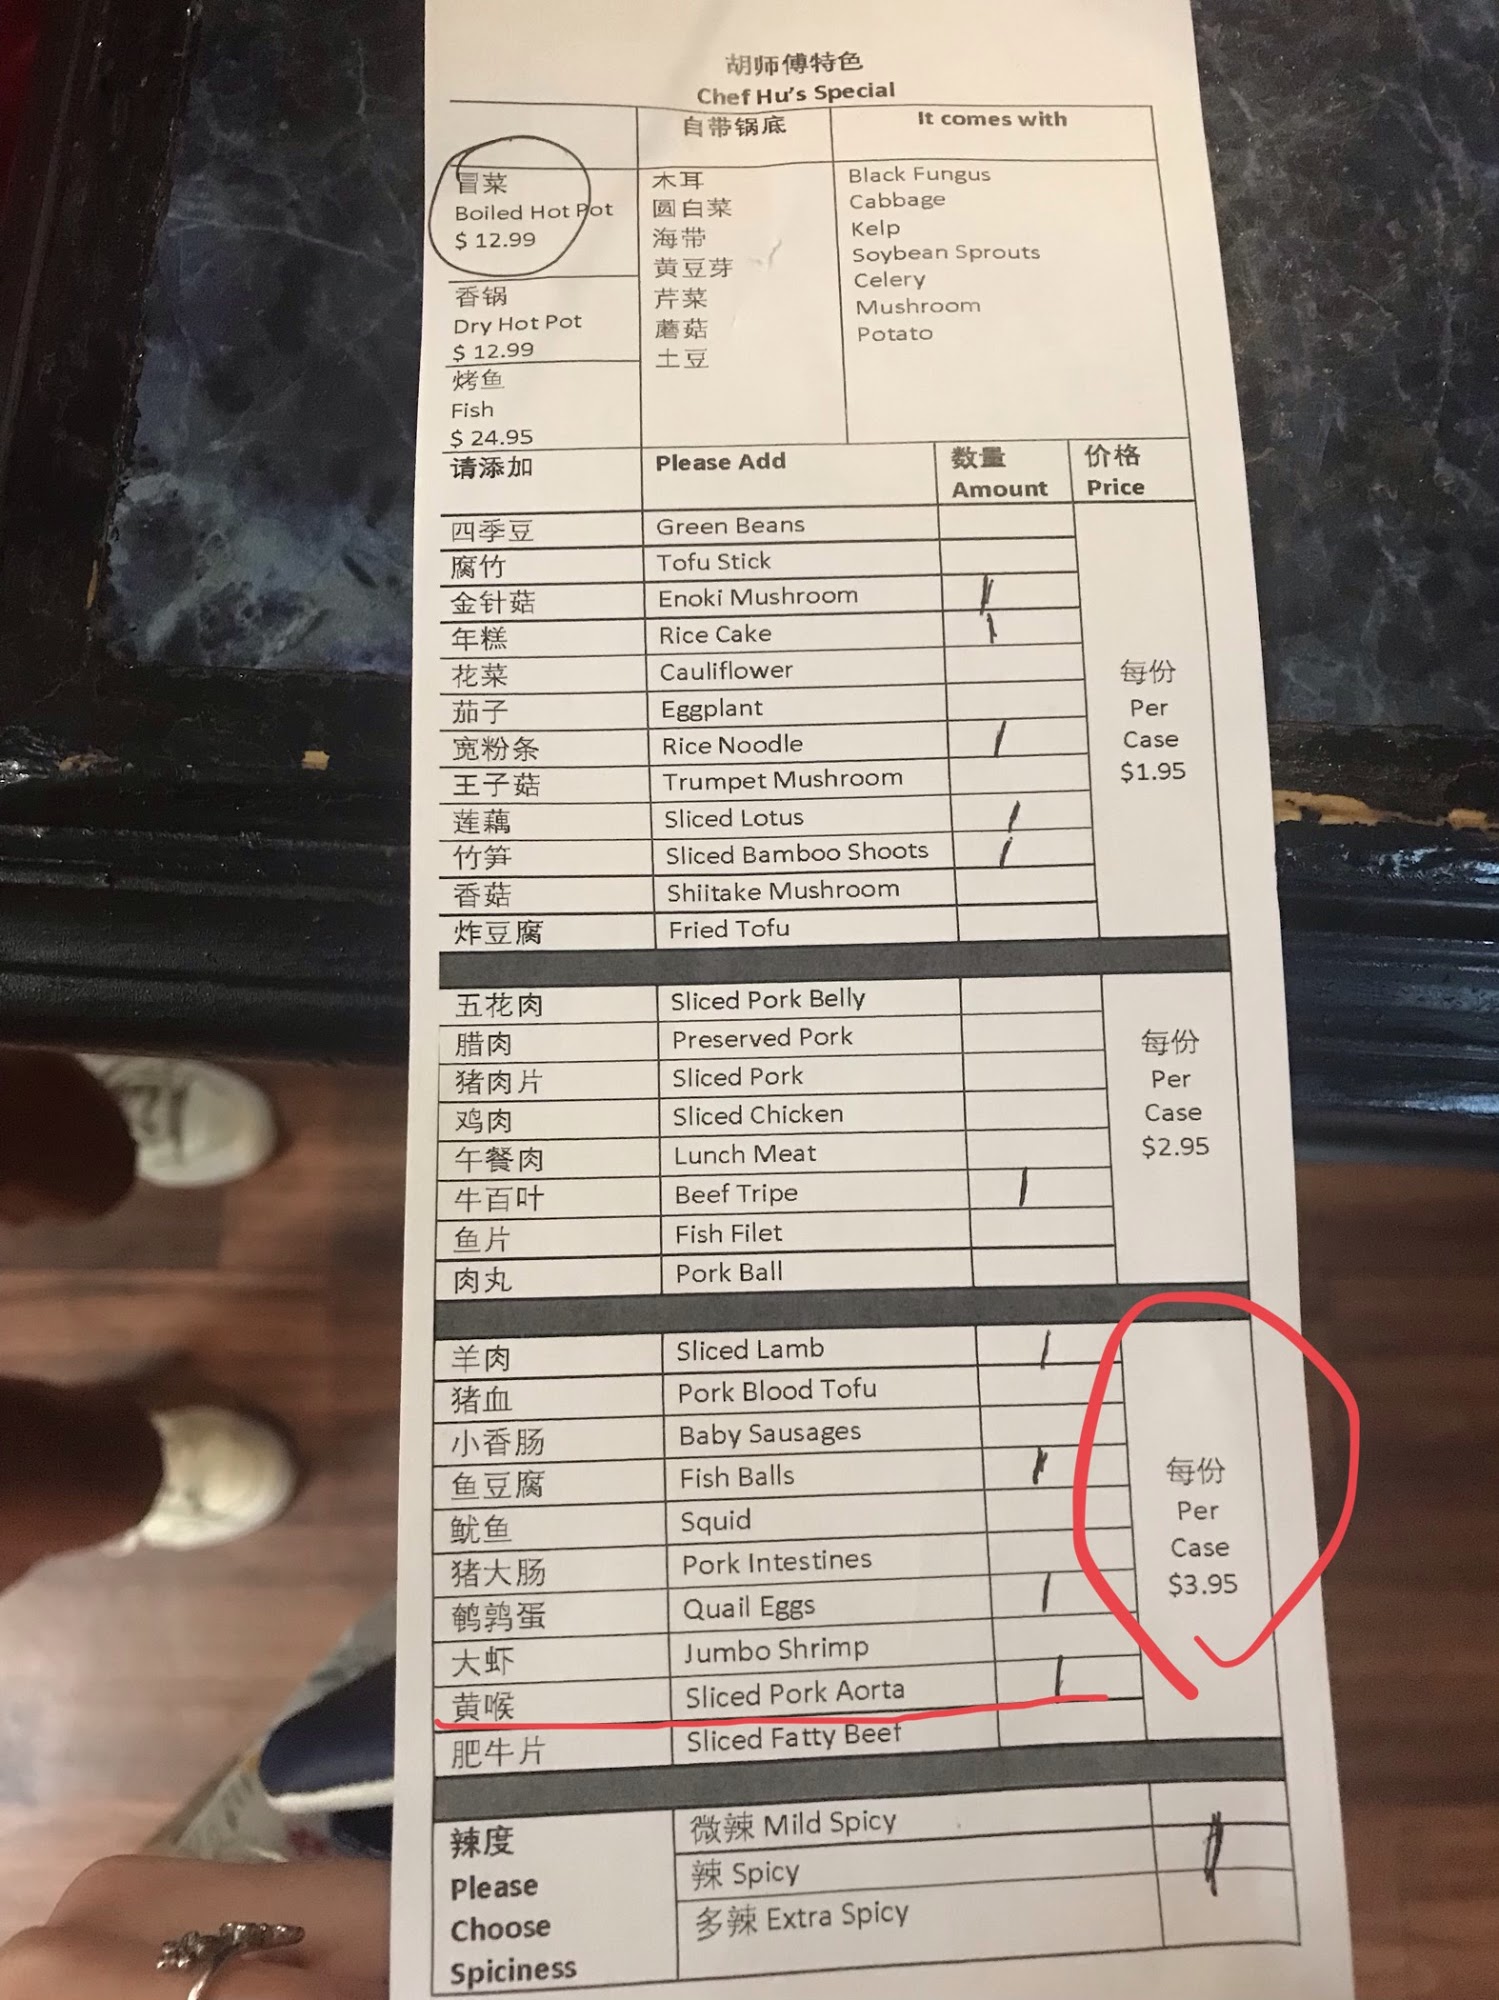 胡师傅特色
Chef Hu's Special
自带锅底 It comes with
冒菜
Boiled Hot Pot
$ 12.99
香锅
Dry Hot Pot
$ 12.99
烤鱼
Fish
$ 24.95
木耳
圆白菜
海带
黄豆芽
芹菜
蘑菇
土豆
Black Fungus
Cabbage
Kelp
Soybean Sprouts
Celery
Mushroom
Potato
请添加 Please Add 数量 Amount 价格 Price
四季豆 Green Beans
腐竹 Tofu Stick
金针菇 Enoki Mushroom
年糕 Rice Cake
花菜 Cauliflower
茄子 Eggplant
宽粉条 Rice Noodle
王子菇 Trumpet Mushroom
莲藕 Sliced Lotus
竹笋 Sliced Bamboo Shoots
香菇 Shiitake Mushroom
炸豆腐 Fried Tofu
每份
Per
Case
$1.95
五花肉 Sliced Pork Belly
腊肉 Preserved Pork
猪肉片 Sliced Pork
鸡肉 Sliced Chicken
午餐肉 Lunch Meat
牛百叶 Beef Tripe
鱼片 Fish Filet
肉丸 Pork Ball
每份
Per
Case
$2.95
羊肉 Sliced Lamb
猪血 Pork Blood Tofu
小香肠 Baby Sausages
鱼豆腐 Fish Balls
鱿鱼 Squid
猪大肠 Pork Intestines
鹌鹑蛋 Quail Eggs
大虾 Jumbo Shrimp
黄喉 Sliced Pork Aorta
肥牛片 Sliced Fatty Beef
每份
Per
Case
$3.95
辣度
Please
Choose
Spiciness
微辣 Mild Spicy
辣 Spicy
多辣 Extra Spicy